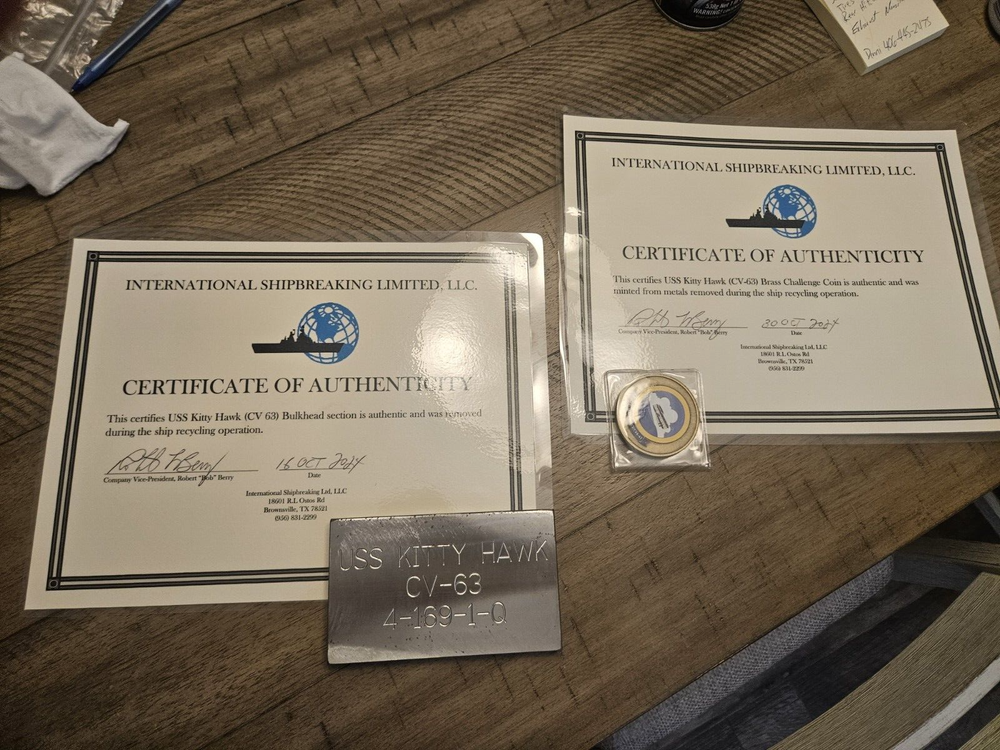 INTERNATIONAL SHIPBREAKING LIMITED, LLC.
CERTIFICATE OF AUTHENTICITY
This certifies USS Kitty Hawk (CV 63) Bulkhead section is authentic and was removed
during the ship recycling operation.
16 OCT 2024
Company Vice-President, Robert "Bob" Berry
Date
International Shipbreaking Ltd, LLC
18601 R.L Ostos Rd
Brownsville, TX 78521
(956) 831-2299
USS KITTY HAWK
CV-63
4-169-1-Q
INTERNATIONAL SHIPBREAKING LIMITED, LLC.
CERTIFICATE OF AUTHENTICITY
This certifies USS Kitty Hawk (CV-63) Brass Challenge Coin is authentic and was
minted from metals removed during the ship recycling operation.
30 OCT 2024
Company Vice-President, Robert "Bob" Berry
Date
International Shipbreaking Ltd, LLC
18601 R.L Ostos Rd
Brownsville, TX 78521
(956) 831-2299
WARNING